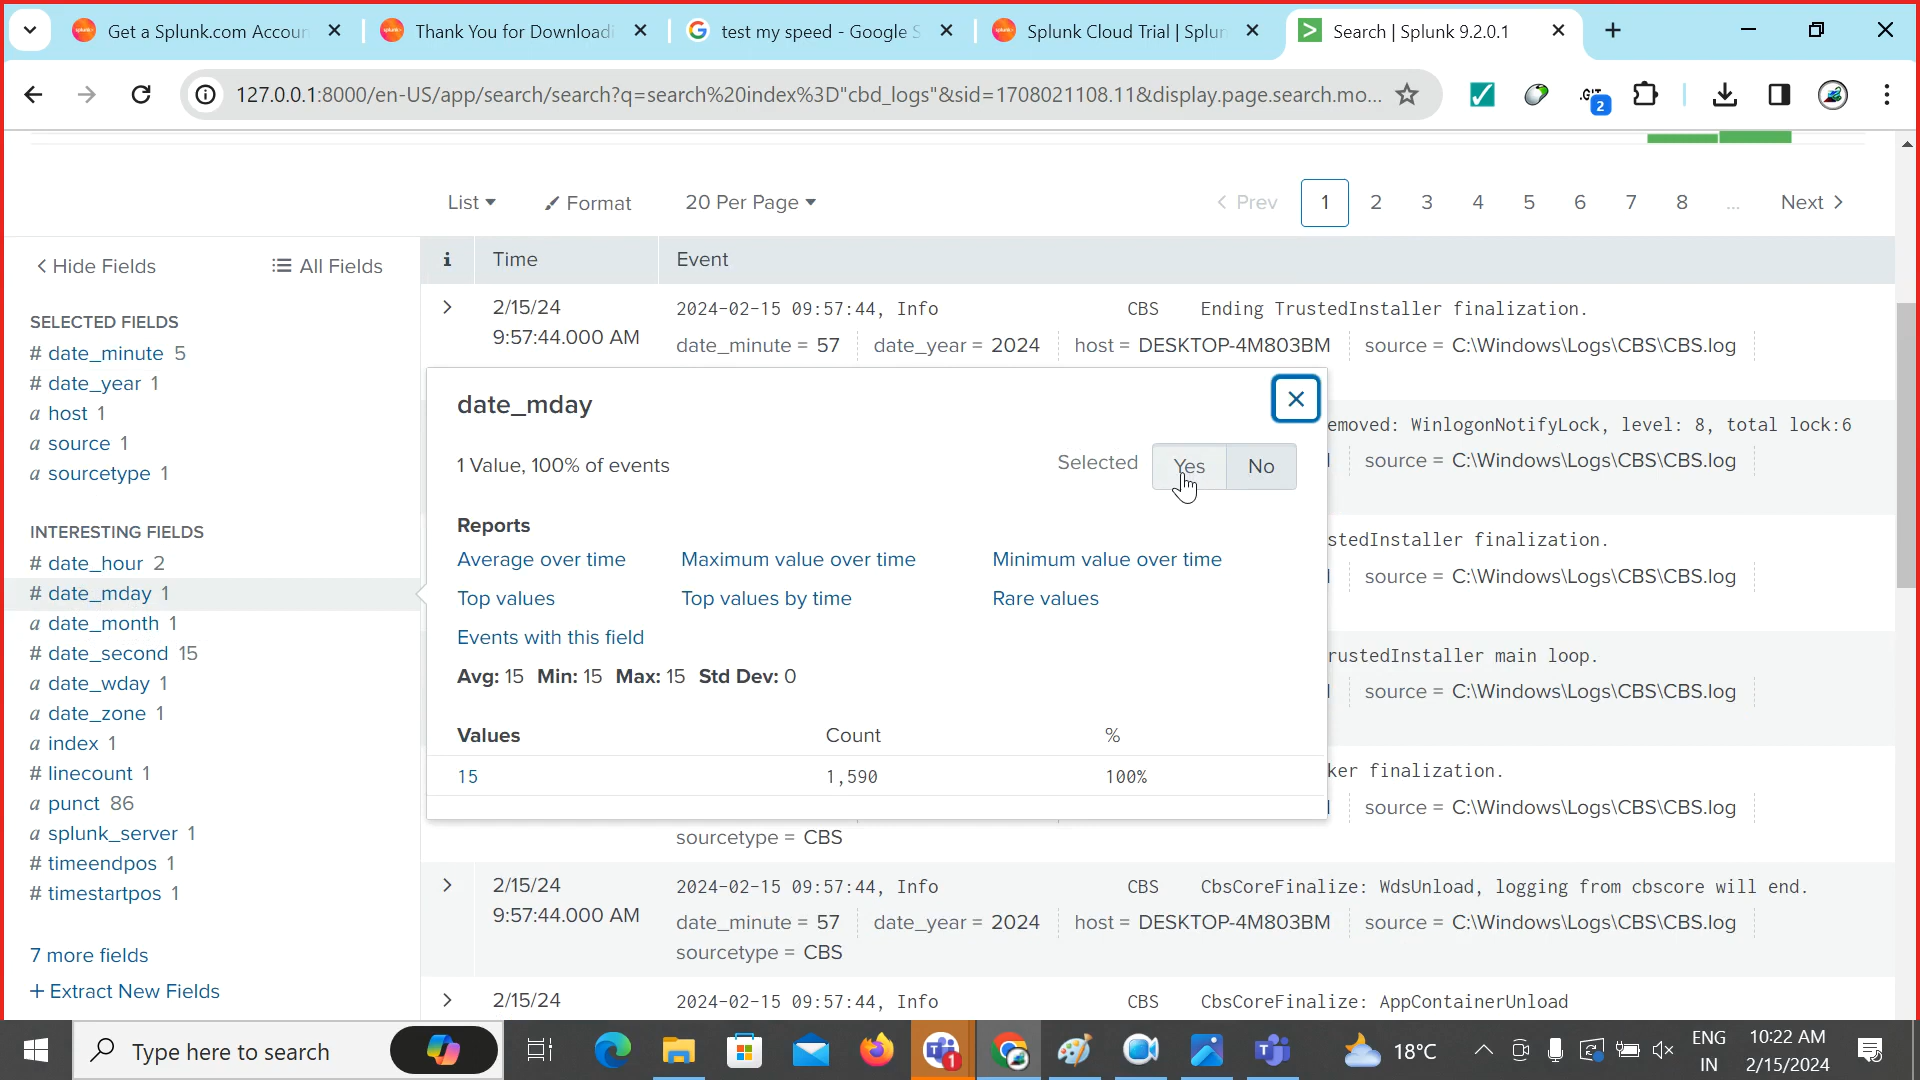 Get a Splunk.com Accoun
Thank You for Downloadi
test my speed - Google S
Splunk Cloud Trial | Splun
Search | Splunk 9.2.0.1
127.0.0.1:8000/en-US/app/search/search?q=search%20index%3D"cbd_logs"&sid=1708021108.11&display.page.search.mo...
.GIT 2
List
Format
20 Per Page
< Prev 1 2 3 4 5 6 7 8 ... Next >
< Hide Fields
All Fields
i Time Event
SELECTED FIELDS
# date_minute 5
# date_year 1
a host 1
a source 1
a sourcetype 1
INTERESTING FIELDS
# date_hour 2
# date_mday 1
a date_month 1
# date_second 15
a date_wday 1
a date_zone 1
a index 1
# linecount 1
a punct 86
a splunk_server 1
# timeendpos 1
# timestartpos 1
7 more fields
+ Extract New Fields
2/15/24
9:57:44.000 AM
2024-02-15 09:57:44, Info CBS Ending TrustedInstaller finalization.
date_minute = 57 date_year = 2024 host = DESKTOP-4M803BM source = C:\Windows\Logs\CBS\CBS.log
emoved: WinlogonNotifyLock, level: 8, total lock:6
source = C:\Windows\Logs\CBS\CBS.log
stedInstaller finalization.
source = C:\Windows\Logs\CBS\CBS.log
rustedInstaller main loop.
source = C:\Windows\Logs\CBS\CBS.log
ker finalization.
source = C:\Windows\Logs\CBS\CBS.log
date_mday
1 Value, 100% of events
Selected Yes No
Reports
Average over time Maximum value over time Minimum value over time
Top values Top values by time Rare values
Events with this field
Avg: 15 Min: 15 Max: 15 Std Dev: 0
Values Count %
15 1,590 100%
sourcetype = CBS
2/15/24
9:57:44.000 AM
2024-02-15 09:57:44, Info CBS CbsCoreFinalize: WdsUnload, logging from cbscore will end.
date_minute = 57 date_year = 2024 host = DESKTOP-4M803BM source = C:\Windows\Logs\CBS\CBS.log
sourcetype = CBS
2/15/24
2024-02-15 09:57:44, Info CBS CbsCoreFinalize: AppContainerUnload
Type here to search
1
18°C
ENG
IN
10:22 AM
2/15/2024